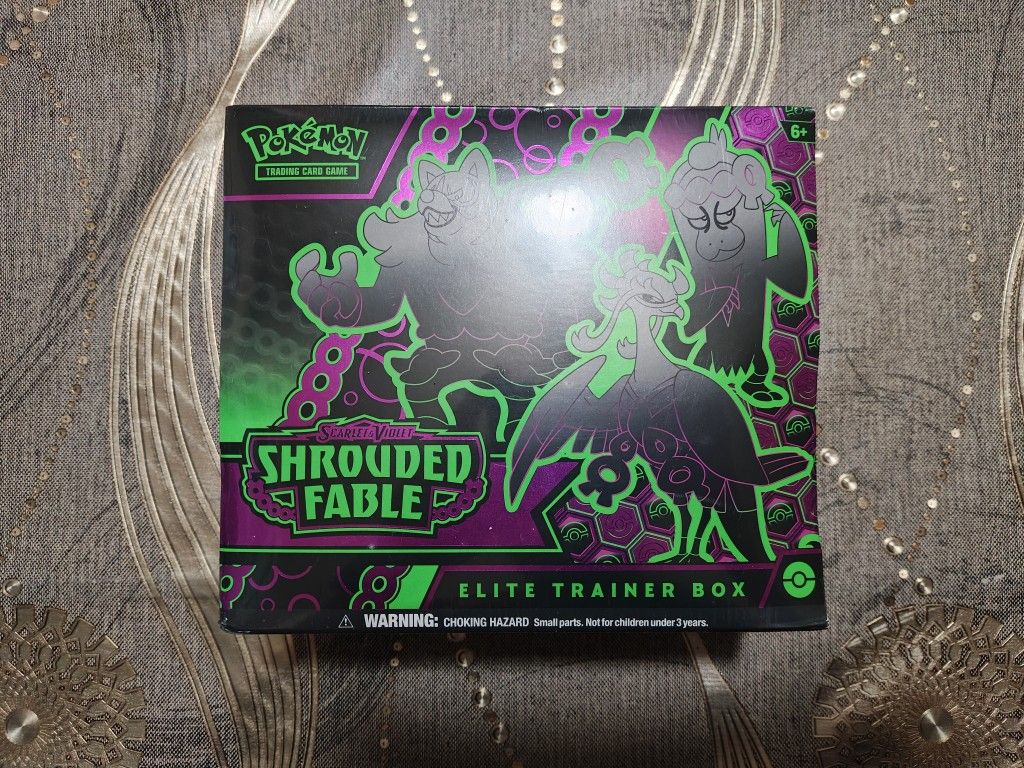 POKÉMON
TM
TRADING CARD GAME
6+
SCARLET & VIOLET
SHROUDED
FABLE
ELITE TRAINER BOX
WARNING: CHOKING HAZARD Small parts. Not for children under 3 years.